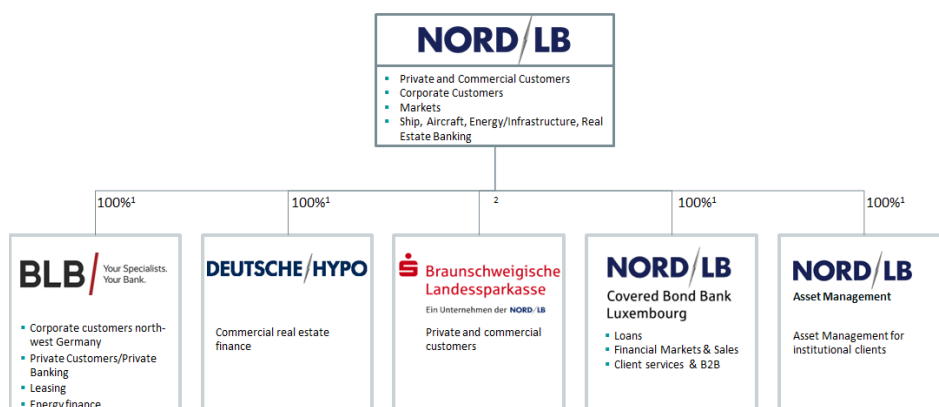 NORD/LB
▪ Private and Commercial Customers
▪ Corporate Customers
▪ Markets
▪ Ship, Aircraft, Energy/Infrastructure, Real
Estate Banking
100%¹
100%¹
²
100%¹
100%¹
BLB/ Your Specialists.
Your Bank.
▪ Corporate customers north-
west Germany
▪ Private Customers/Private
Banking
▪ Leasing
▪ Energy finance
DEUTSCHE/HYPO
Commercial real estate
finance
Braunschweigische
Landessparkasse
Ein Unternehmen der NORD/LB
Private and commercial
customers
NORD/LB
Covered Bond Bank
Luxembourg
▪ Loans
▪ Financial Markets & Sales
▪ Client services & B2B
NORD/LB
Asset Management
Asset Management for
institutional clients